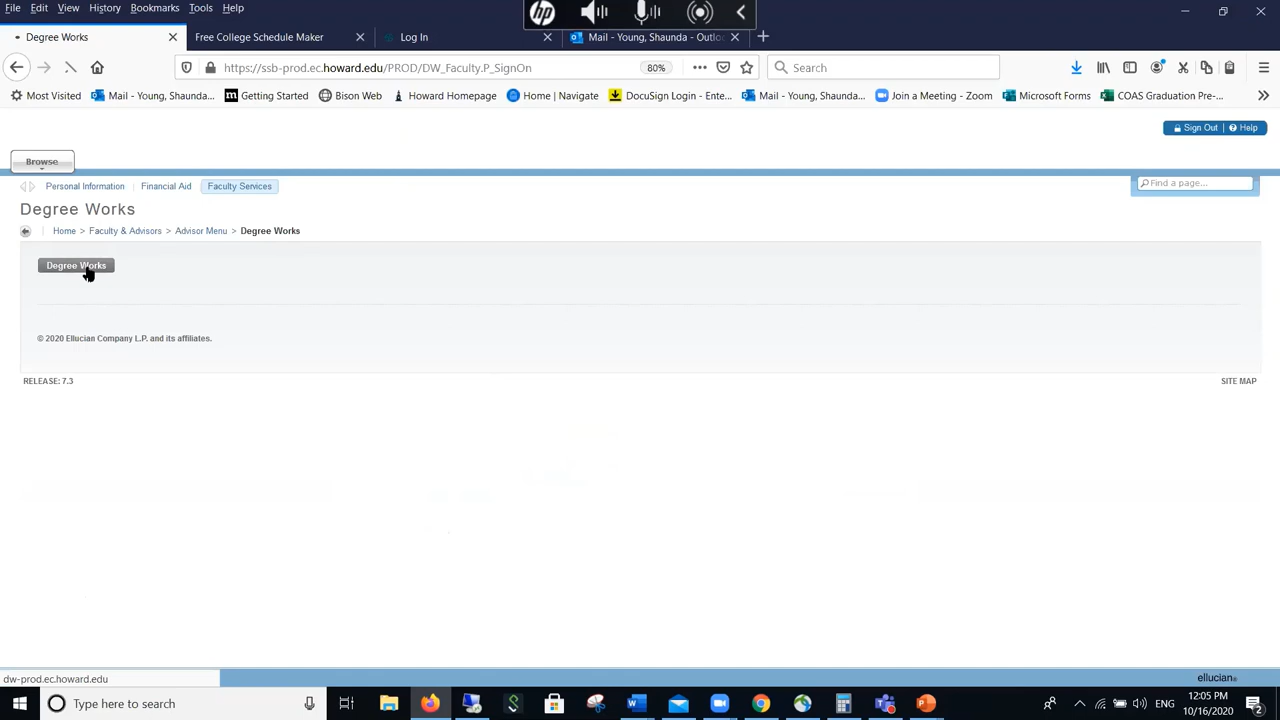 File Edit View History Bookmarks Tools Help
hp
Degree Works Free College Schedule Maker Log In Mail - Young, Shaunda - Outloo
https://ssb-prod.ec.howard.edu/PROD/DW_Faculty.P_SignOn 80% Search
Most Visited Mail - Young, Shaunda... m Getting Started Bison Web Howard Homepage Home | Navigate DocuSign Login - Ente... Mail - Young, Shaunda... Join a Meeting - Zoom Microsoft Forms COAS Graduation Pre-...
Sign Out | Help
Browse
Personal Information Financial Aid Faculty Services
Find a page...
Degree Works
Home > Faculty & Advisors > Advisor Menu > Degree Works
Degree Works
© 2020 Ellucian Company L.P. and its affiliates.
RELEASE: 7.3 SITE MAP
dw-prod.ec.howard.edu
ellucian®
Type here to search
ENG
12:05 PM
10/16/2020
2